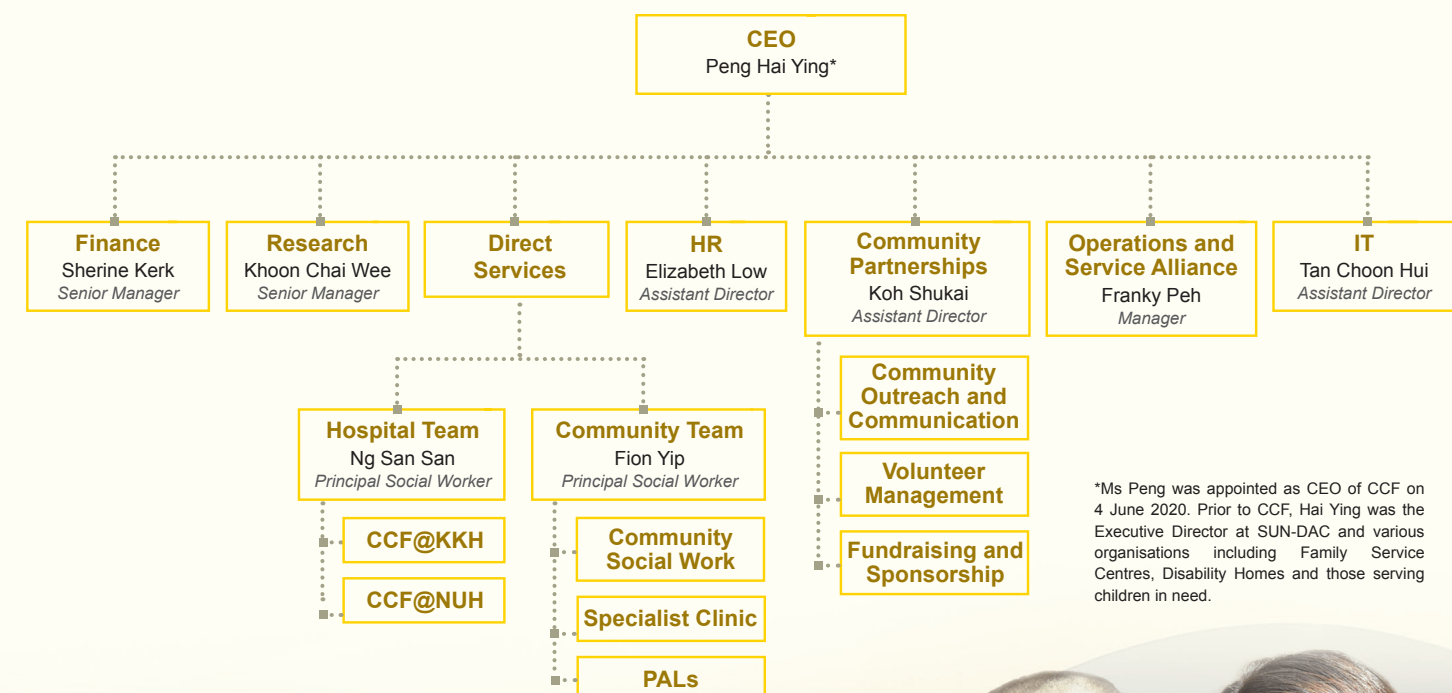 CEO
Peng Hai Ying*
Finance
Sherine Kerk
Senior Manager
Research
Khoon Chai Wee
Senior Manager
Direct
Services
HR
Elizabeth Low
Assistant Director
Community
Partnerships
Koh Shukai
Assistant Director
Operations and
Service Alliance
Franky Peh
Manager
IT
Tan Choon Hui
Assistant Director
Hospital Team
Ng San San
Principal Social Worker
CCF@KKH
CCF@NUH
Community Team
Fion Yip
Principal Social Worker
Community
Social Work
Specialist Clinic
PALs
Community
Outreach and
Communication
Volunteer
Management
Fundraising and
Sponsorship
*Ms Peng was appointed as CEO of CCF on
4 June 2020. Prior to CCF, Hai Ying was the
Executive Director at SUN-DAC and various
organisations including Family Service
Centres, Disability Homes and those serving
children in need.